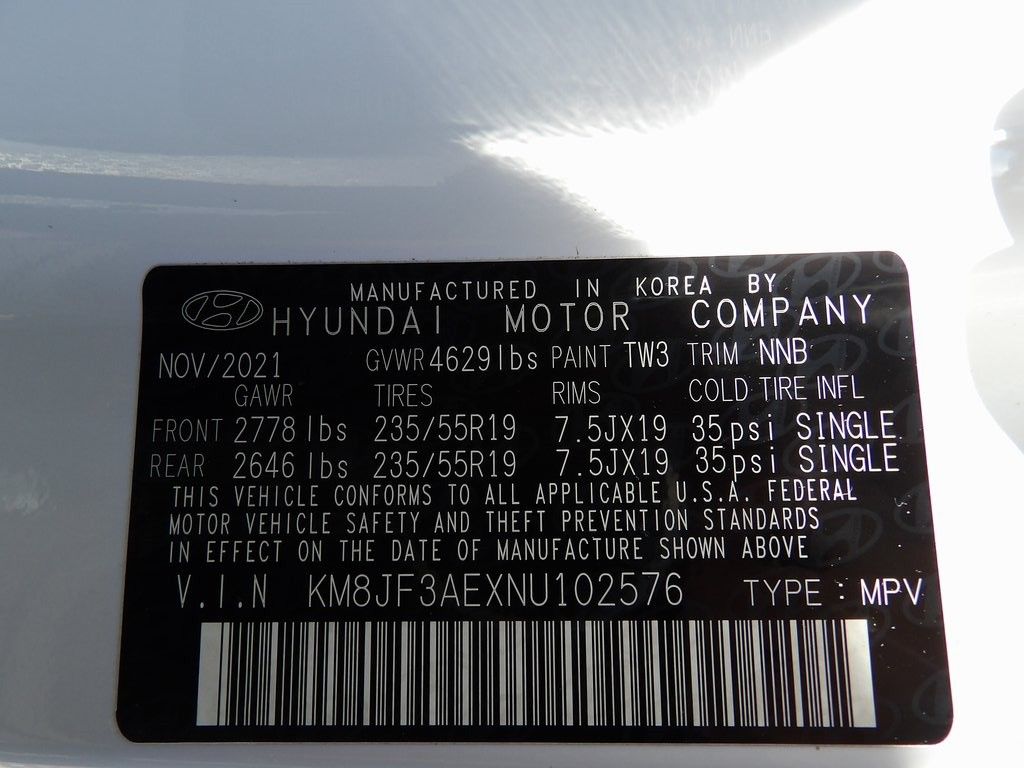 MANUFACTURED IN KOREA BY
HYUNDAI MOTOR COMPANY
NOV/2021 GVWR 4629lbs PAINT TW3 TRIM NNB
GAWR TIRES RIMS COLD TIRE INFL
FRONT 2778 lbs 235/55R19 7.5JX19 35psi SINGLE
REAR 2646 lbs 235/55R19 7.5JX19 35psi SINGLE
THIS VEHICLE CONFORMS TO ALL APPLICABLE U.S.A. FEDERAL
MOTOR VEHICLE SAFETY AND THEFT PREVENTION STANDARDS
IN EFFECT ON THE DATE OF MANUFACTURE SHOWN ABOVE
V.I.N KM8JF3AEXNU102576 TYPE : MPV